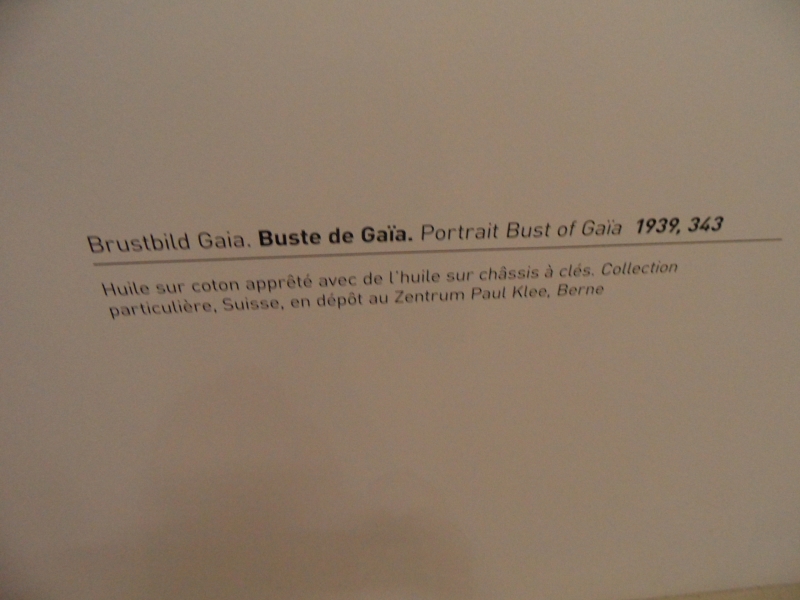 Brustbild Gaia. Buste de Gaïa. Portrait Bust of Gaïa 1939, 343
Huile sur coton apprêté avec de l'huile sur châssis à clés. Collection
particulière, Suisse, en dépôt au Zentrum Paul Klee, Berne